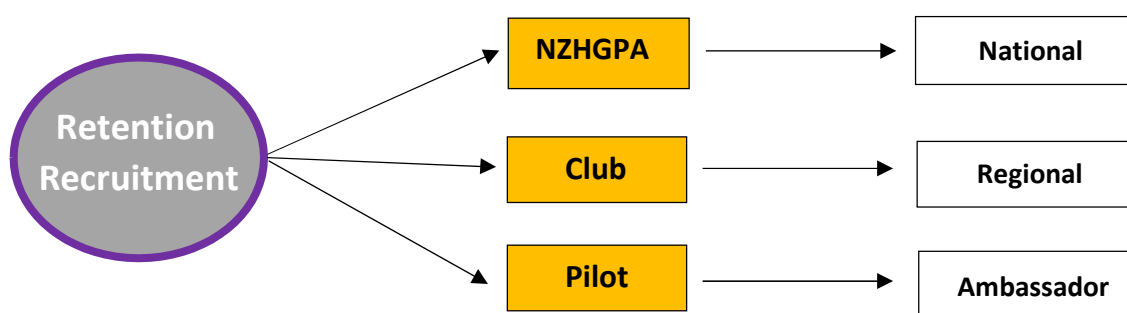 Retention
Recruitment
NZHGPA
National
Club
Regional
Pilot
Ambassador